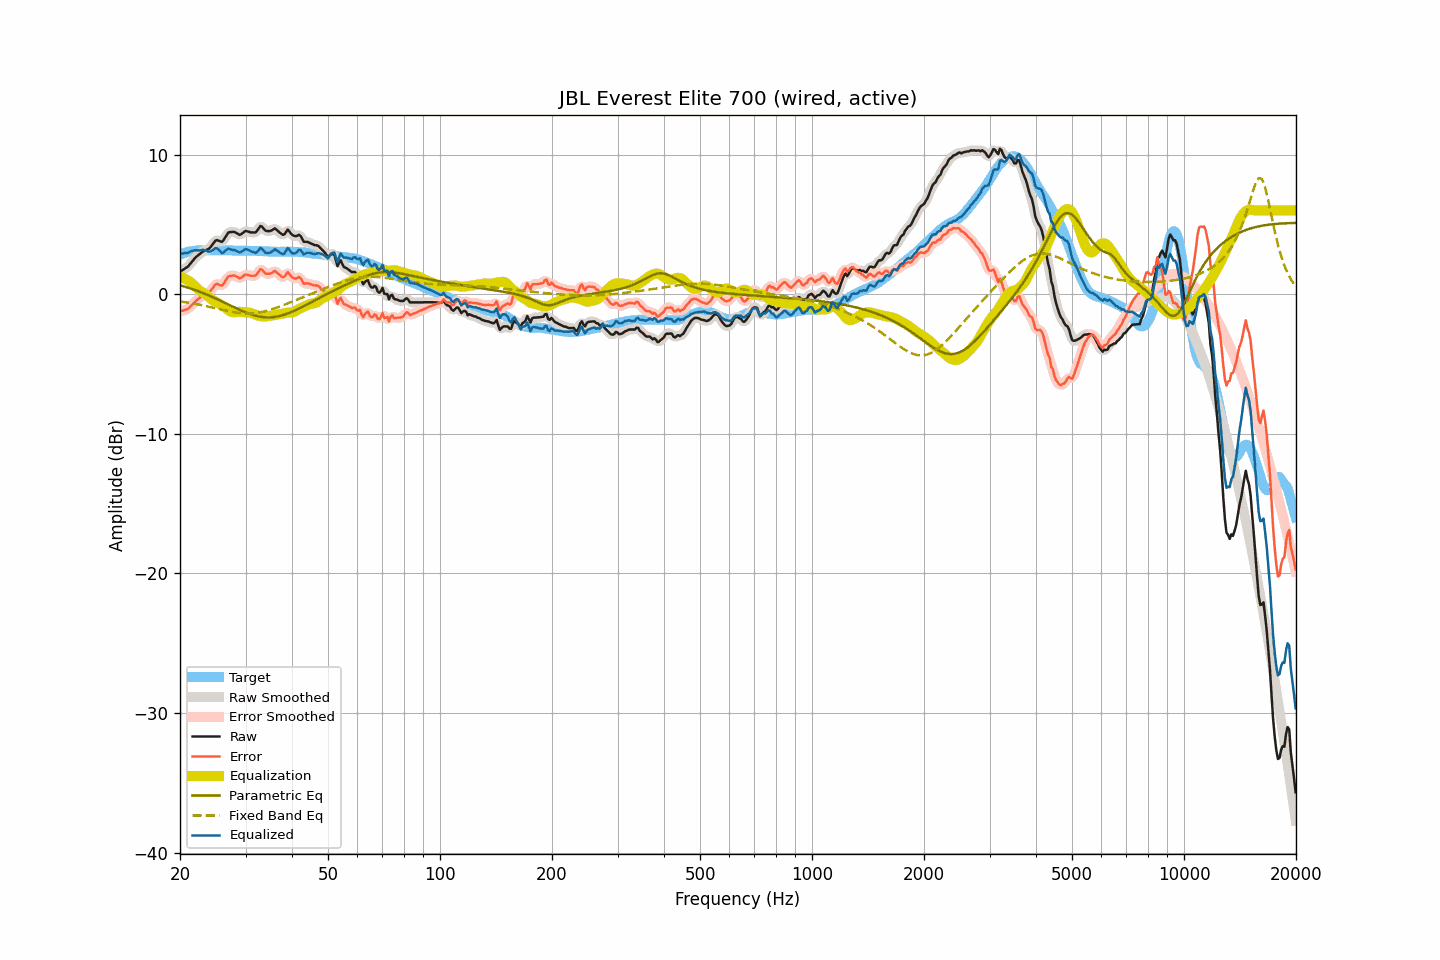 JBL Everest Elite 700 (wired, active)
Amplitude (dBr)
10
0
−10
−20
−30
−40
Target
Raw Smoothed
Error Smoothed
Raw
Error
Equalization
Parametric Eq
Fixed Band Eq
Equalized
20 50 100 200 500 1000 2000 5000 10000 20000
Frequency (Hz)